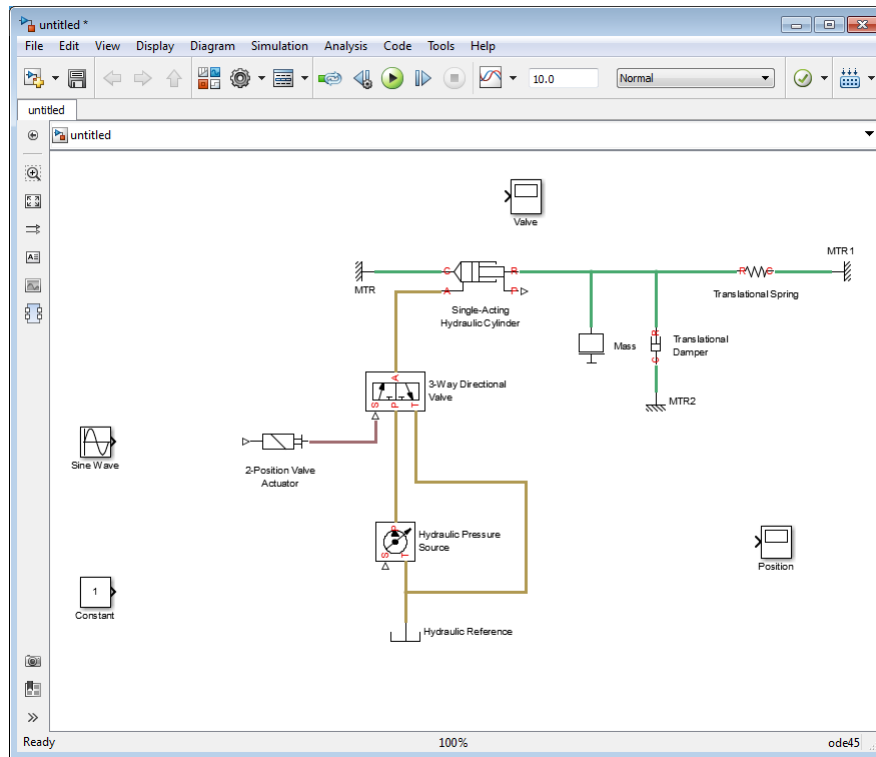 untitled *
File Edit View Display Diagram Simulation Analysis Code Tools Help
10.0
Normal
untitled
untitled
Valve
MTR1
C
R
R
C
MTR
A
P
Translational Spring
Single-Acting
Hydraulic Cylinder
R
Mass
Translational
Damper
C
A
3-Way Directional
Valve
S
P
T
MTR2
Sine Wave
2-Position Valve
Actuator
P
Hydraulic Pressure
Source
S
T
Position
1
Constant
Hydraulic Reference
Ready
100%
ode45